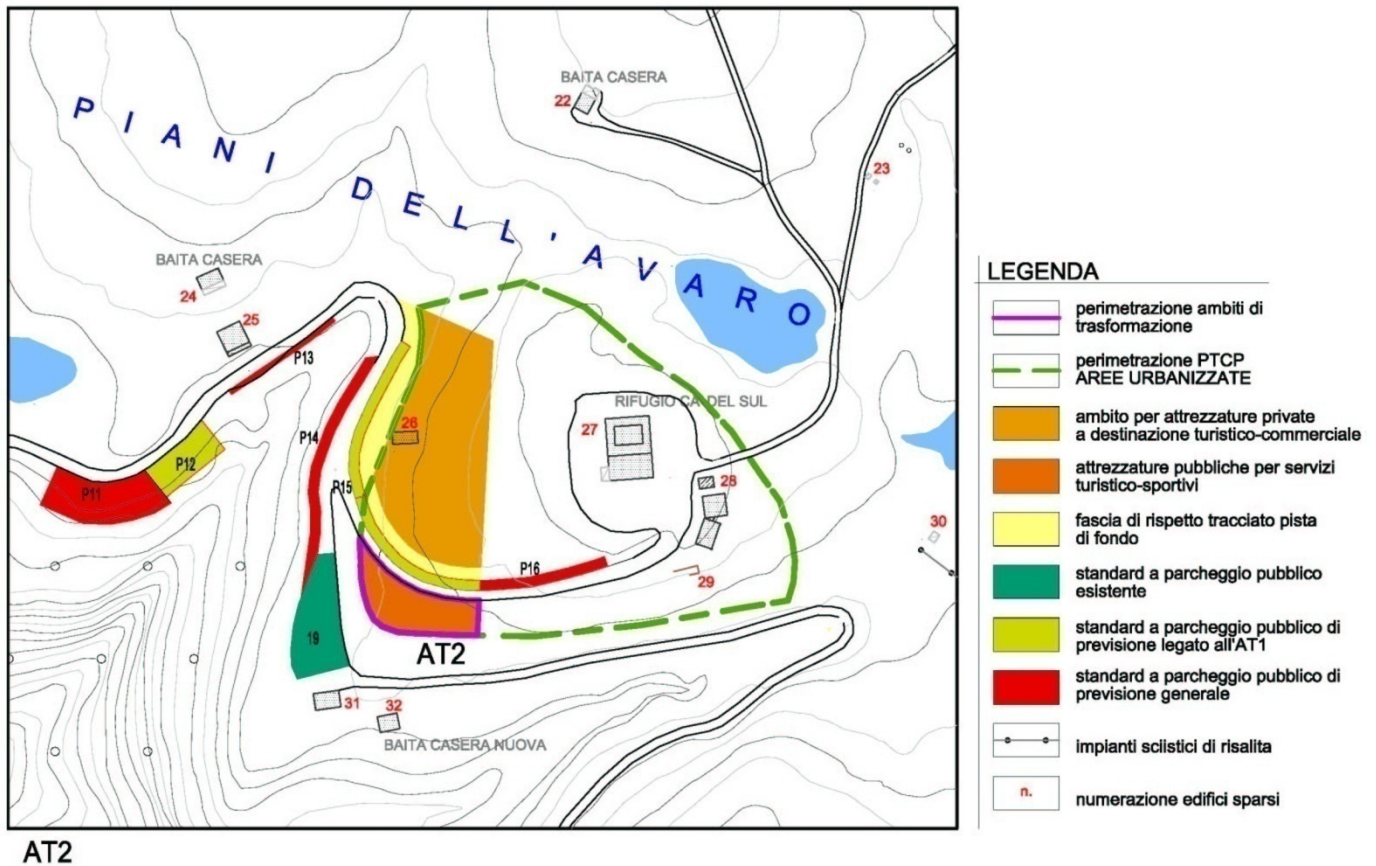 BAITA CASERA
22
PIANI DELL'AVARO
23
BAITA CASERA
24
25
P13
RIFUGIO CA' DEL SUL
26
27
P14
P12
P11
P15
28
30
P16
29
19
AT2
31
32
BAITA CASERA NUOVA
LEGENDA
perimetrazione ambiti di
trasformazione
perimetrazione PTCP
AREE URBANIZZATE
ambito per attrezzature private
a destinazione turistico-commerciale
attrezzature pubbliche per servizi
turistico-sportivi
fascia di rispetto tracciato pista
di fondo
standard a parcheggio pubblico
esistente
standard a parcheggio pubblico di
previsione legato all'AT1
standard a parcheggio pubblico di
previsione generale
impianti sciistici di risalita
n.
numerazione edifici sparsi
AT2